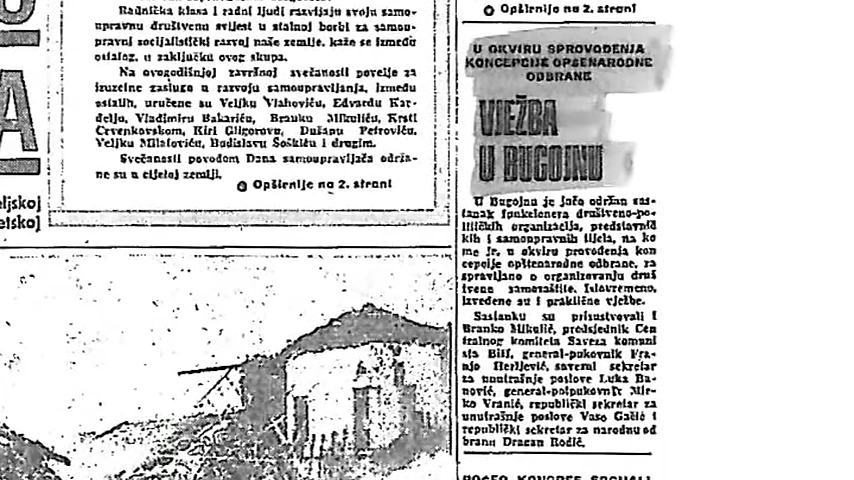 Radnička klasa i radni ljudi razvijaju svoju samo-
upravnu društvenu svijest u stalnoj borbi za samou-
pravni socijalistički razvoj naše zemlje, kaže se između
ostalog, u zaključku ovog skupa.
Na ovogodišnjoj završnoj svečanosti povelje za
izuzetne zasluge u razvoju samoupravljanja, između
ostalih, uručene su Veljku Vlahoviću, Edvardu Kar-
delju, Vladimiru Bakariću, Branku Mikuliću, Krsti
Crvenkovskom, Kiri Gligorovu, Dušanu Petroviću,
Veljku Milatoviću, Budislavu Šoškiću i drugim.
Svečanosti povodom Dana samoupravljača održa-
ne su u cijeloj zemlji.
Opširnije na 2. strani
eljskoj
etskoj
Opširnije na 2. strani
U OKVIRU SPROVOĐENJA
KONCEPCIJE OPŠENARODNE
ODBRANE
VJEŽBA
U BUGOJNU
U Bugojnu je juče održan sas-
tanak funkcionera društveno-po-
litičkih organizacija, predstavnič
kih i samoupravnih tijela, na ko
me je, u okviru provođenja kon
cepcije opštenarodne odbrane, ra
spravljano o organizovanju druš
tvene samozaštite. Istovremeno,
izvedene su i praktične vježbe.
Sastanku su prisustvovali i
Branko Mikulić, predsjednik Cen
tralnog komiteta Saveza komuni
sta BiH, general-pukovnik Fra-
njo Herljević, savezni sekretar
za unutrašnje poslove Luka Ba-
nović, general-potpukovnik Mir-
ko Vranić, republički sekretar za
unutrašnje poslove Vaso Gačić i
republički sekretar za narodnu od
branu Dragan Rodić.